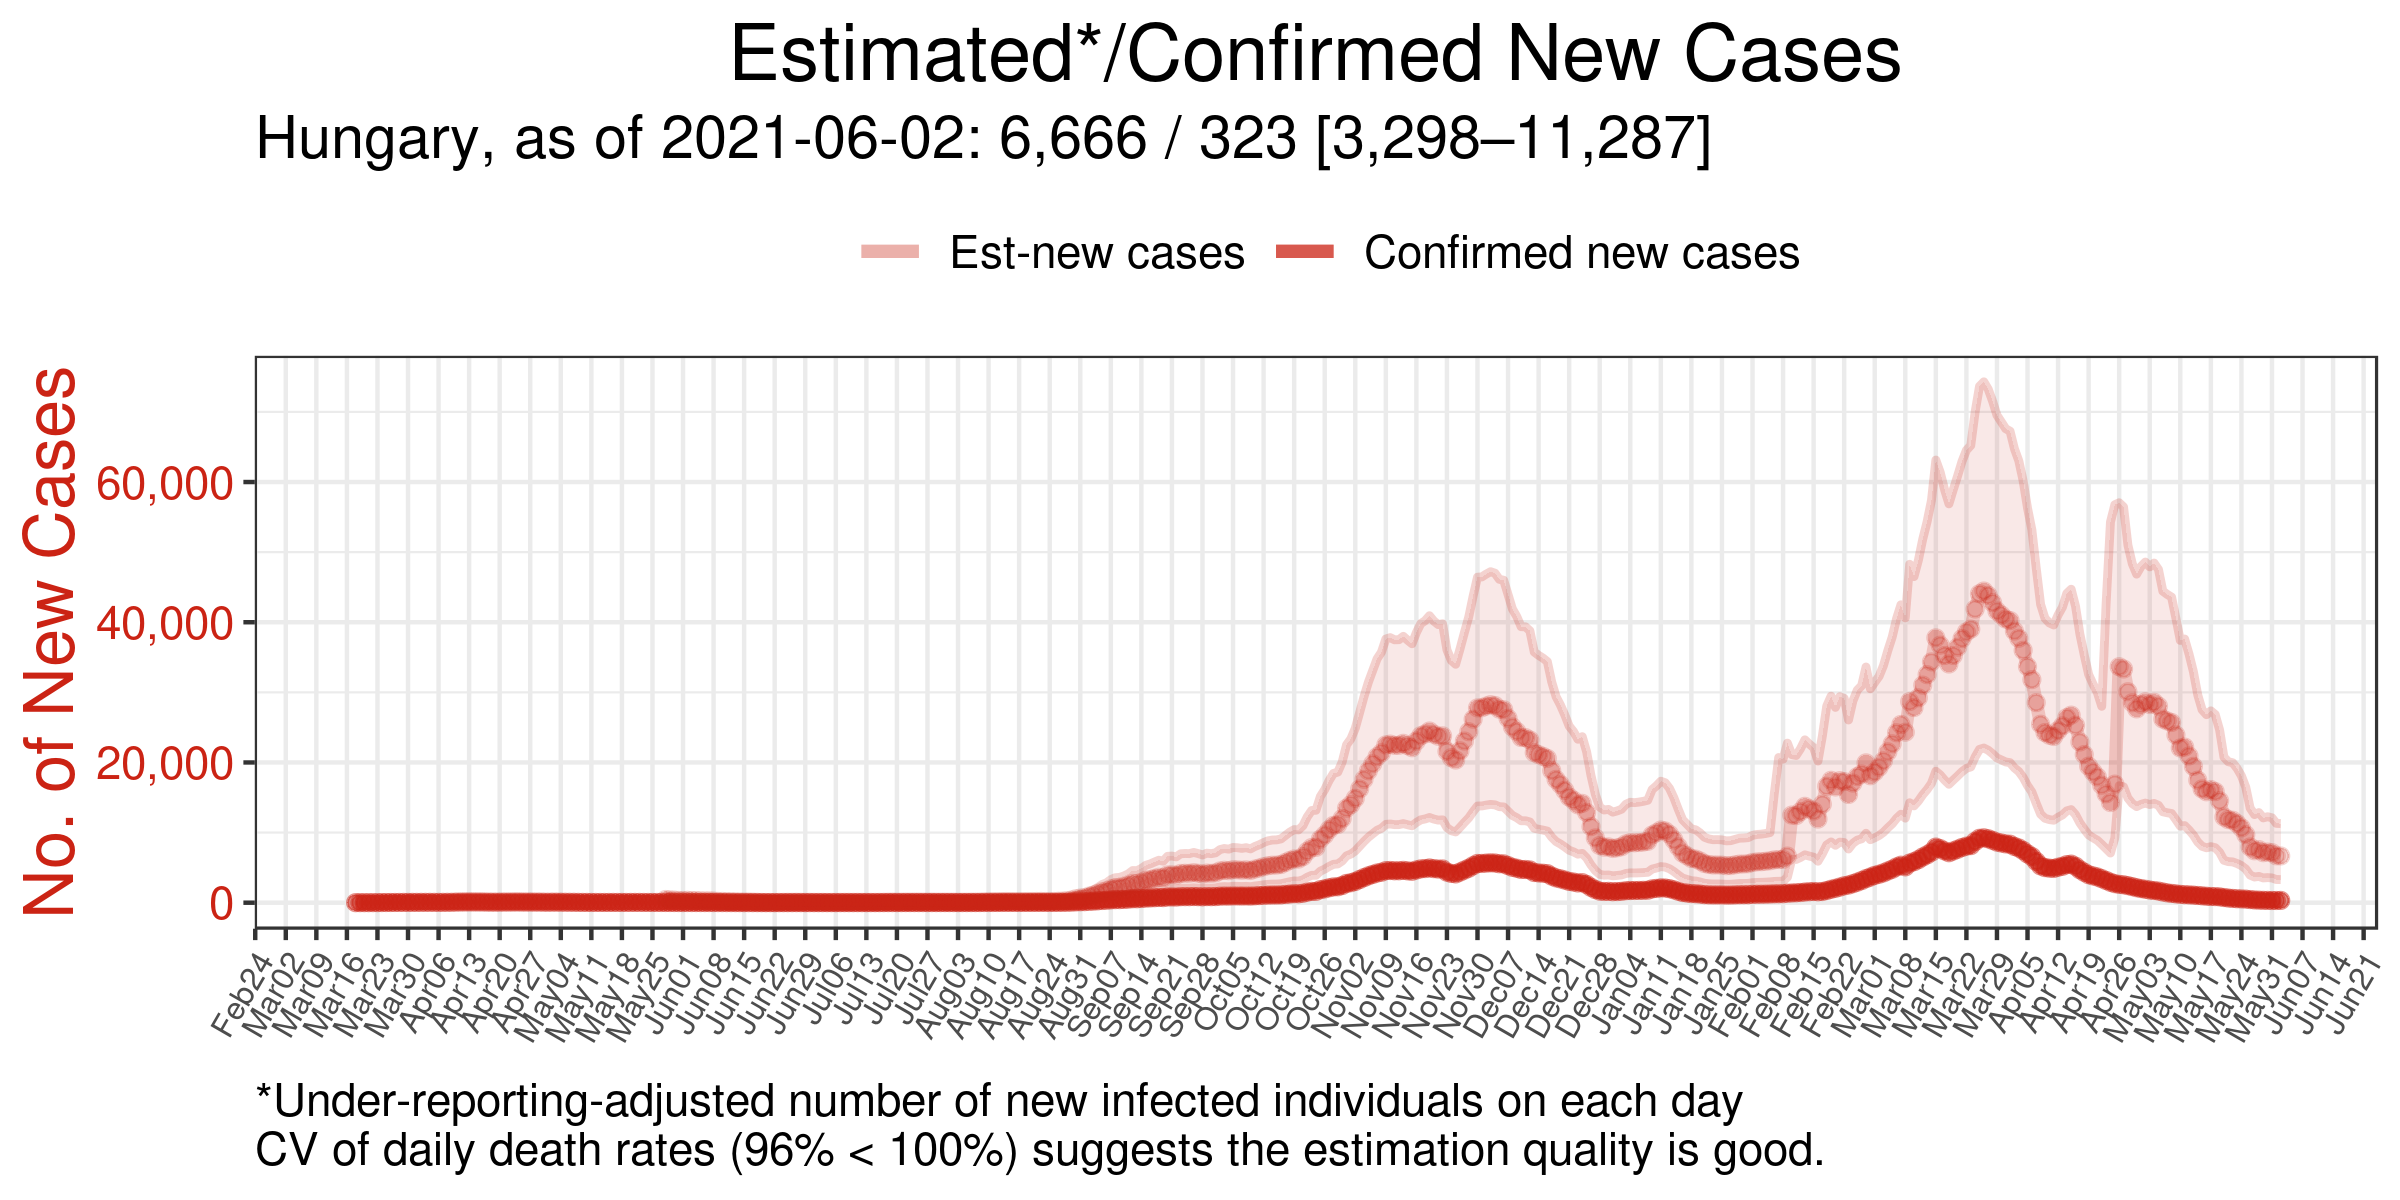 Estimated*/Confirmed New Cases
Hungary, as of 2021-06-02: 6,666 / 323 [3,298–11,287]
Est-new cases
Confirmed new cases
No. of New Cases
60,000
40,000
20,000
0
Feb24
Mar02
Mar09
Mar16
Mar23
Mar30
Apr06
Apr13
Apr20
Apr27
May04
May11
May18
May25
Jun01
Jun08
Jun15
Jun22
Jun29
Jul06
Jul13
Jul20
Jul27
Aug03
Aug10
Aug17
Aug24
Aug31
Sep07
Sep14
Sep21
Sep28
Oct05
Oct12
Oct19
Oct26
Nov02
Nov09
Nov16
Nov23
Nov30
Dec07
Dec14
Dec21
Dec28
Jan04
Jan11
Jan18
Jan25
Feb01
Feb08
Feb15
Feb22
Mar01
Mar08
Mar15
Mar22
Mar29
Apr05
Apr12
Apr19
Apr26
May03
May10
May17
May24
May31
Jun07
Jun14
Jun21
*Under-reporting-adjusted number of new infected individuals on each day
CV of daily death rates (96% < 100%) suggests the estimation quality is good.